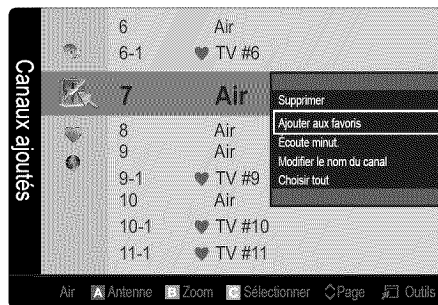 Canaux ajoutés
6 Air
6-1 TV #6
7 Air
8 Air
9 Air
9-1 TV #9
10 Air
10-1 TV #10
11-1 TV #11
Supprimer
Ajouter aux favoris
Écoute minut.
Modifier le nom du canal
Choisir tout
Air A Antenne B Zoom C Sélectionner Page Outils